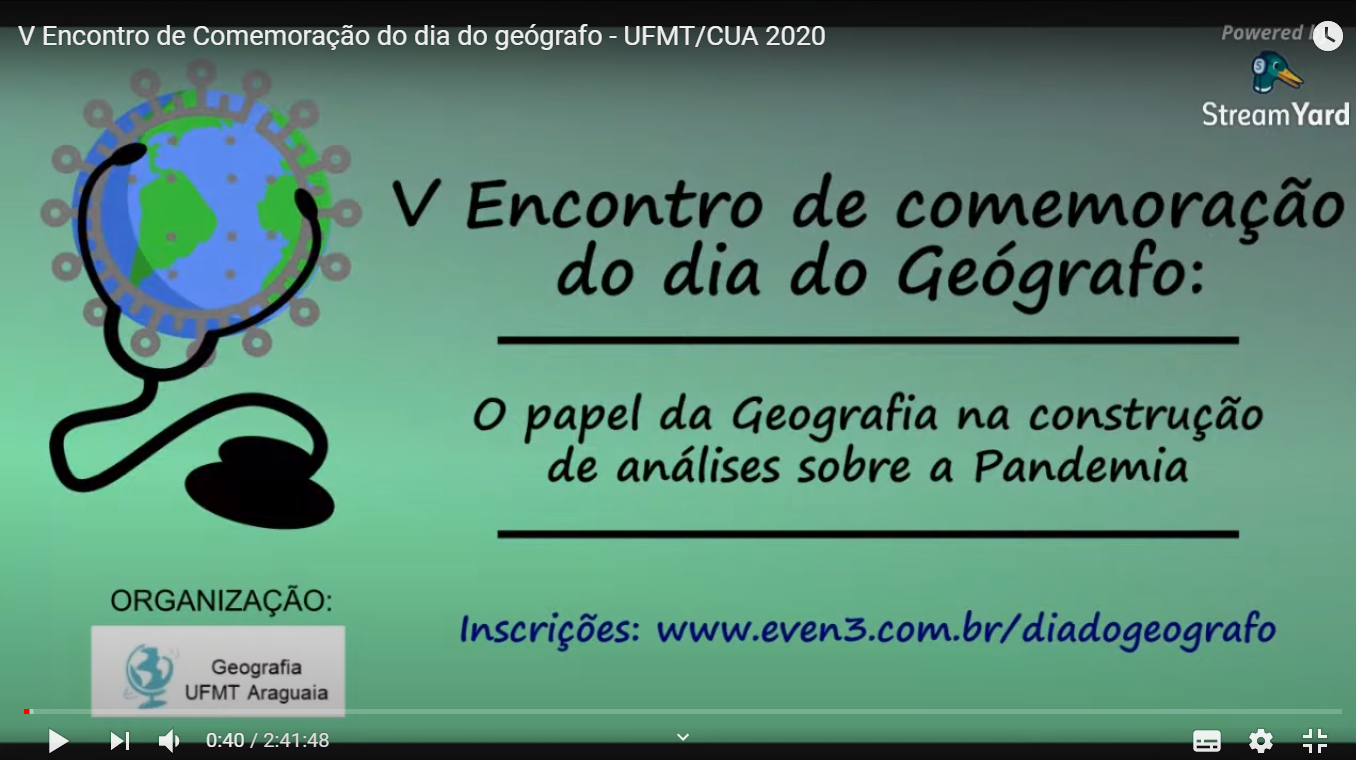 V Encontro de Comemoração do dia do geógrafo - UFMT/CUA 2020
Powered
StreamYard
V Encontro de comemoração
do dia do Geógrafo:
O papel da Geografia na construção
de análises sobre a Pandemia
Inscrições: www.even3.com.br/diadogeografo
ORGANIZAÇÃO:
Geografia
UFMT Araguaia
0:40 / 2:41:48